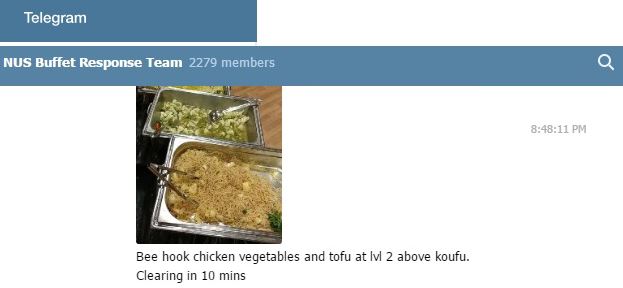 Telegram
NUS Buffet Response Team 2279 members
8:48:11 PM
Bee hook chicken vegetables and tofu at lvl 2 above koufu.
Clearing in 10 mins